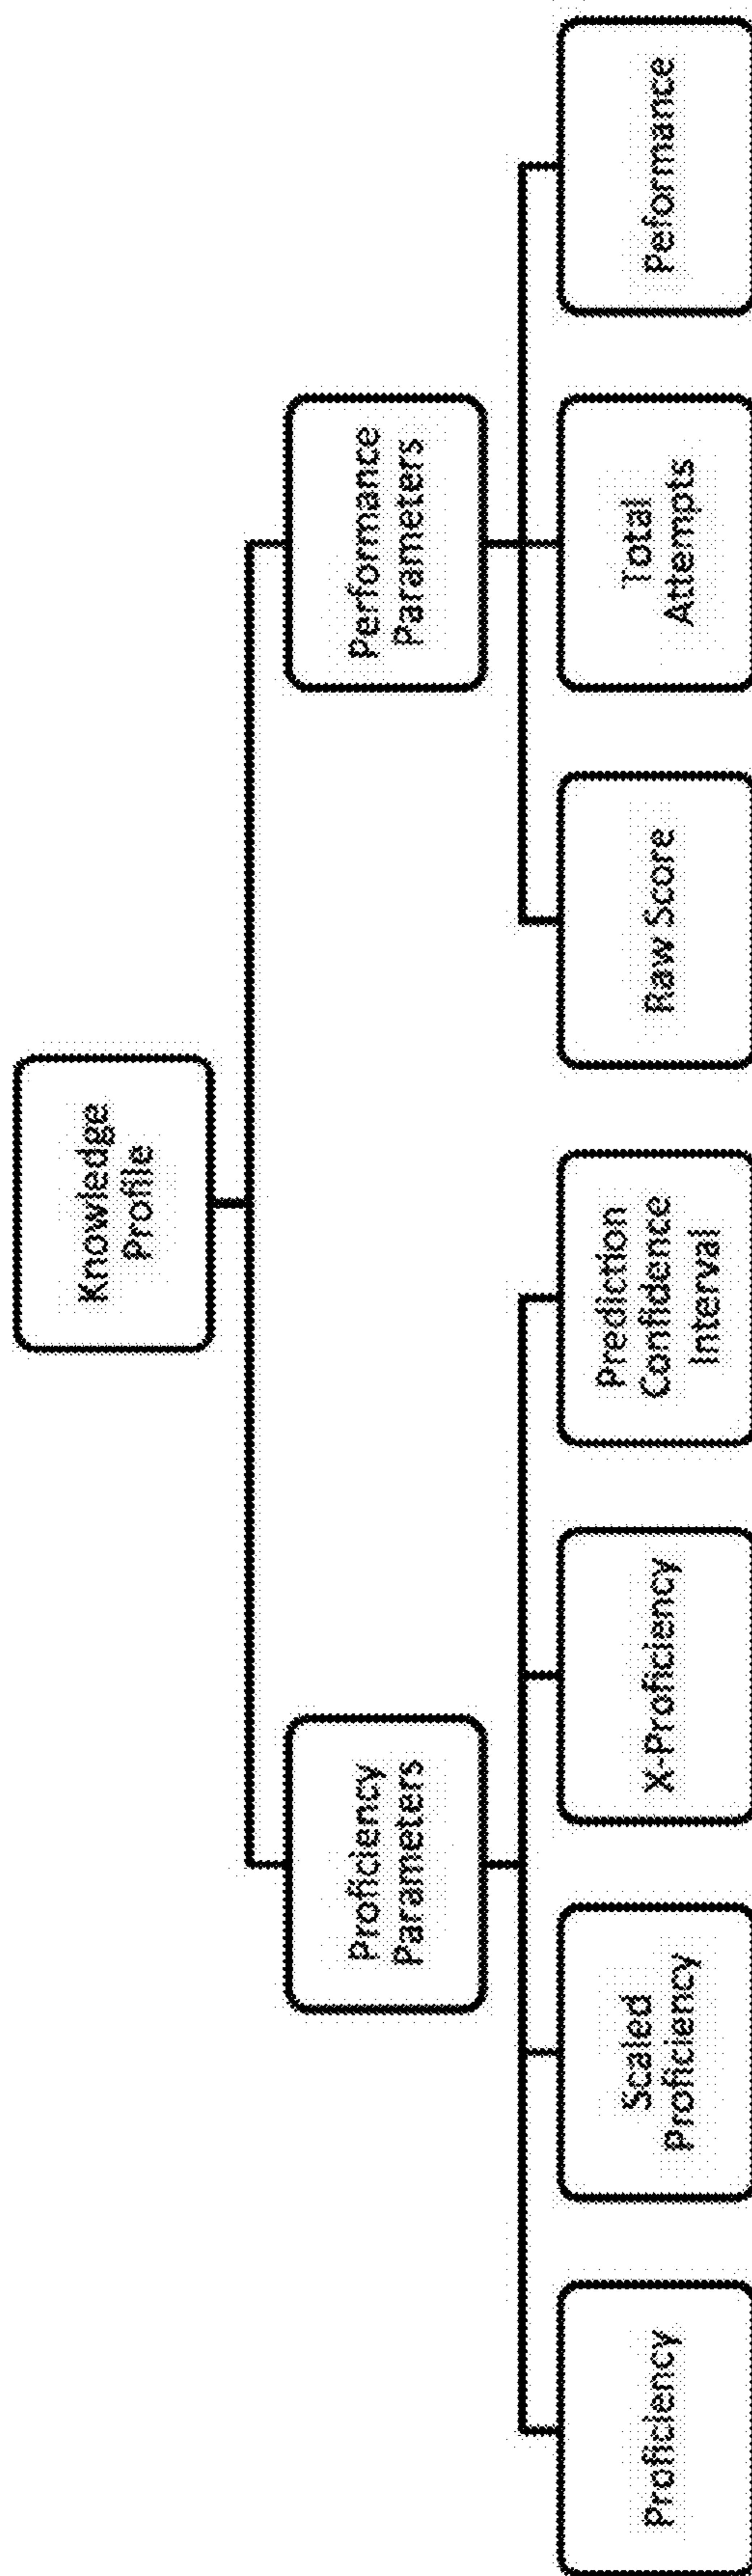 Knowledge
Profile
Proficiency
Parameters
Performance
Parameters
Proficiency
Scaled
Proficiency
X-Proficiency
Prediction
Confidence
Interval
Raw Score
Total
Attempts
Peformance